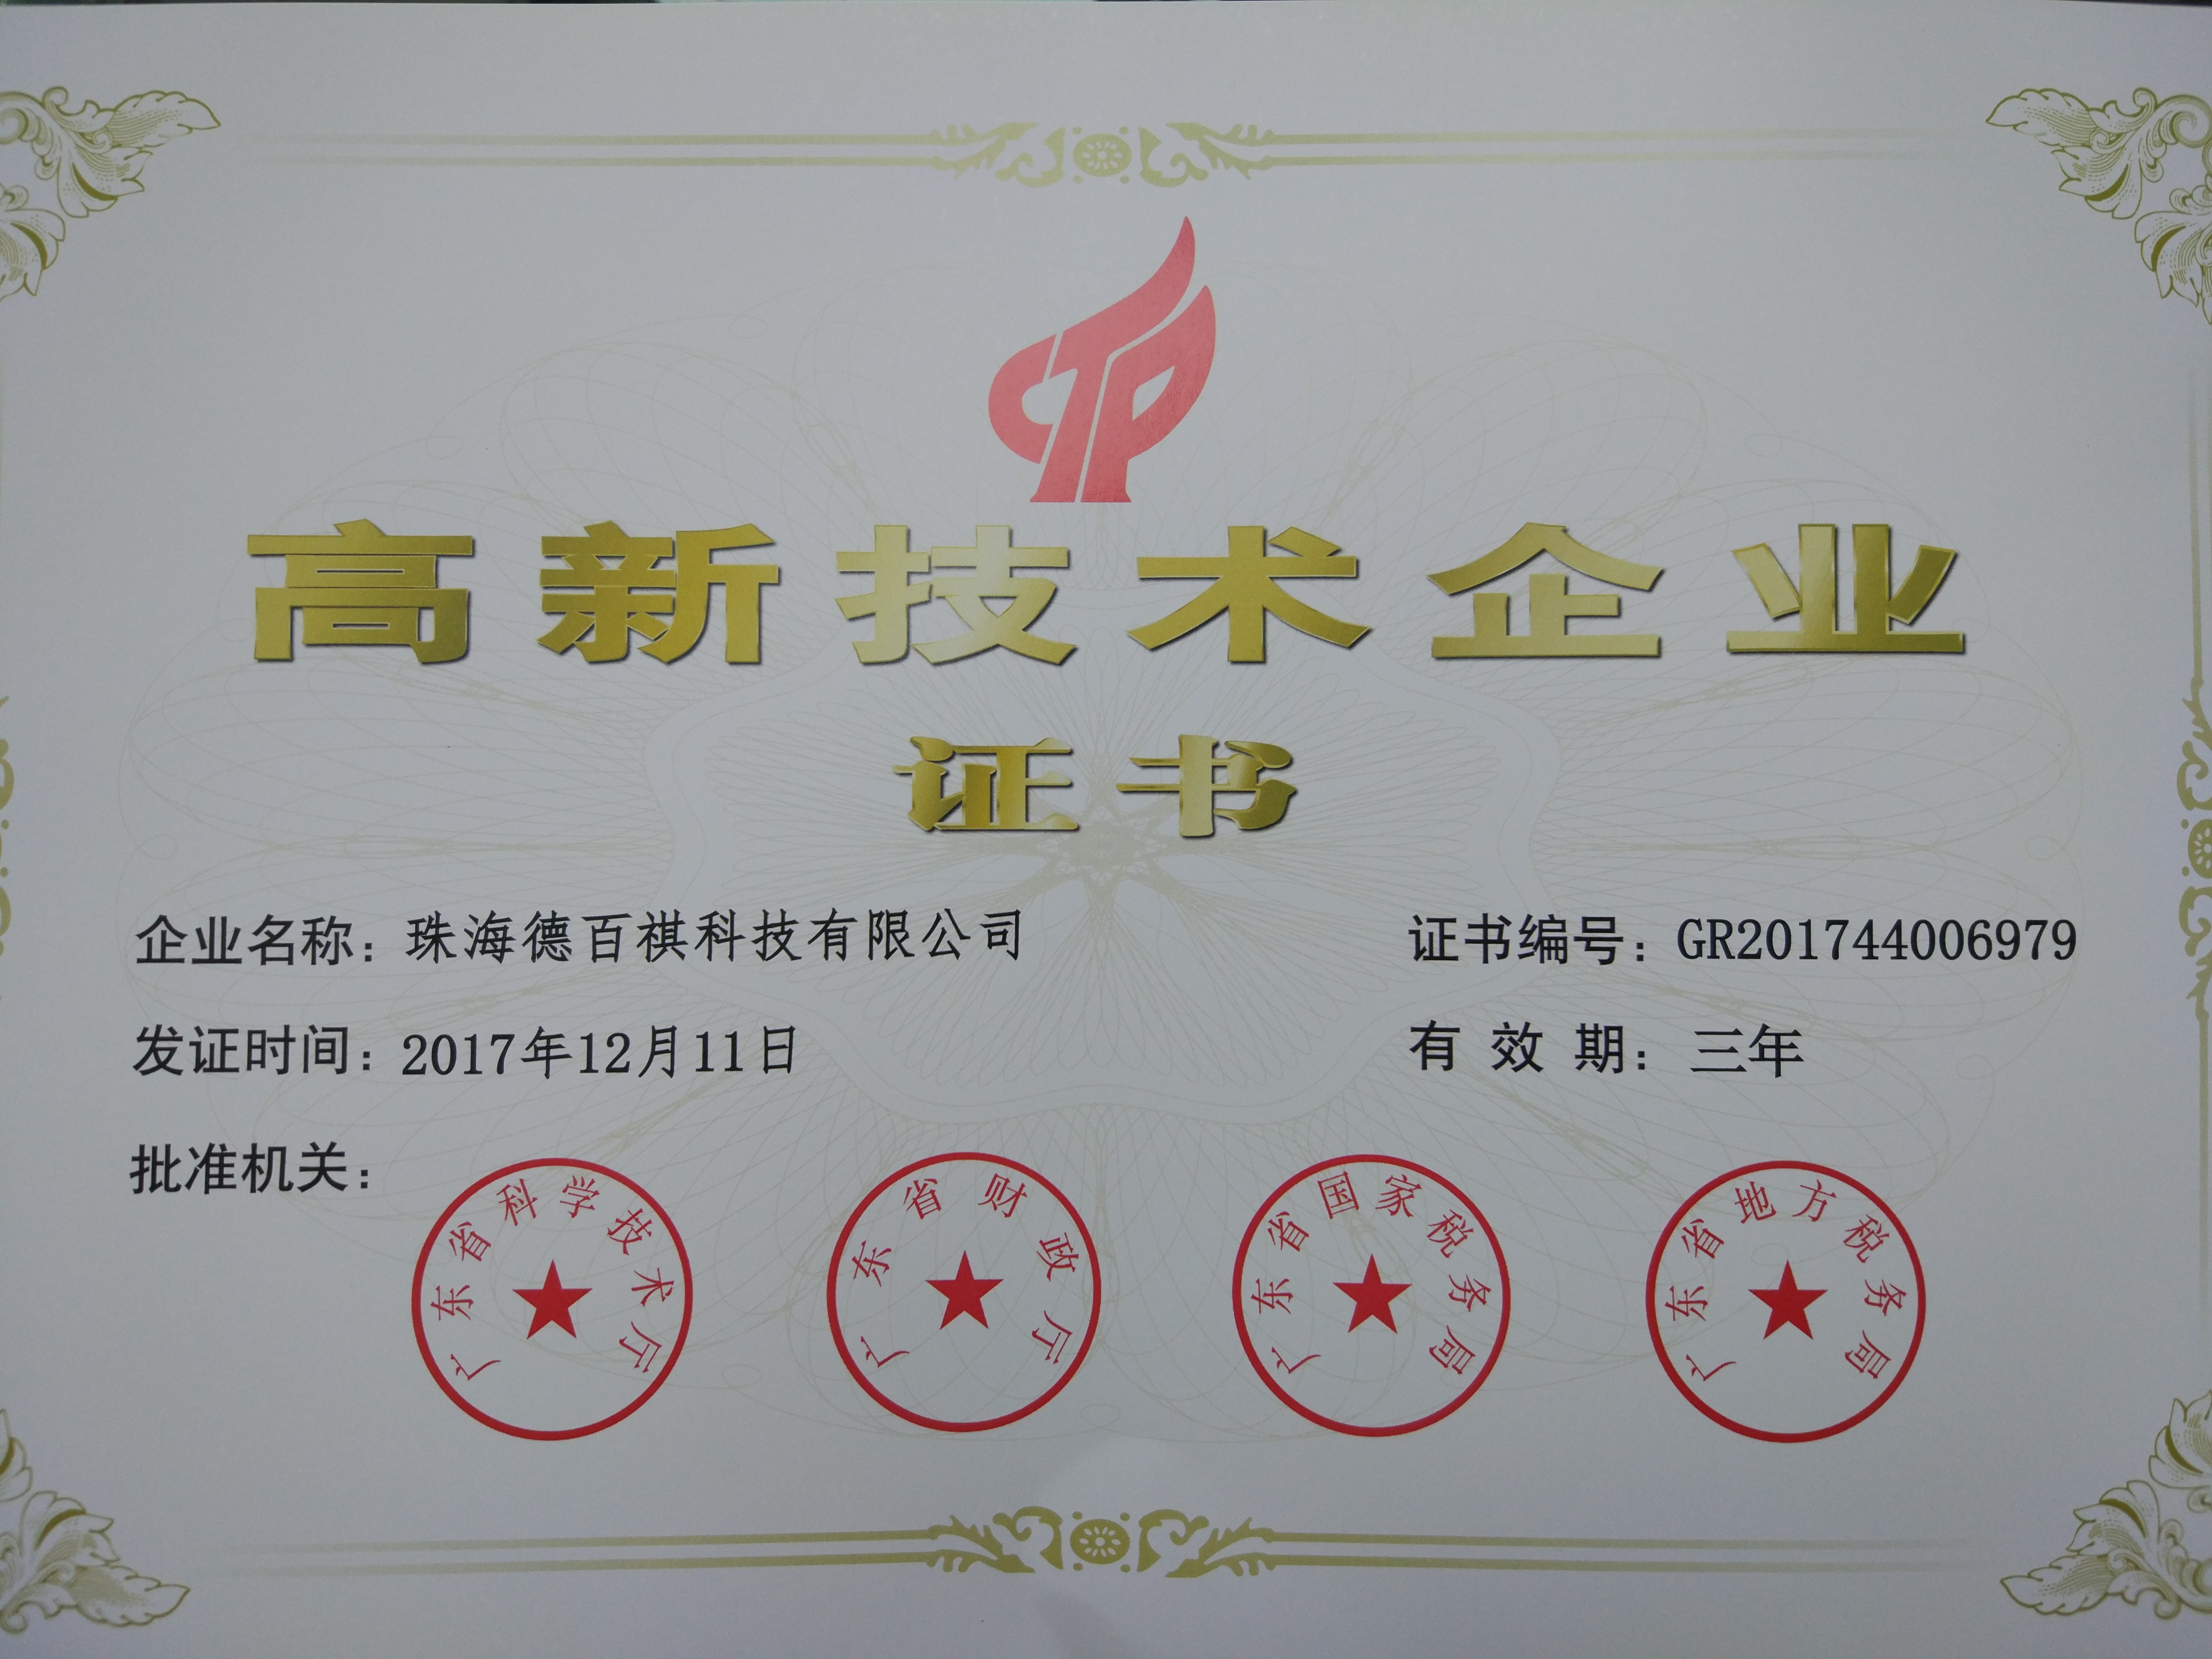 CTP
高新技术企业
证书
企业名称：珠海德百祺科技有限公司
证书编号：GR201744006979
发证时间：2017年12月11日
有效期：三年
批准机关：
广东省科学技术厅
广东省财政厅
广东省国家税务局
广东省地方税务局